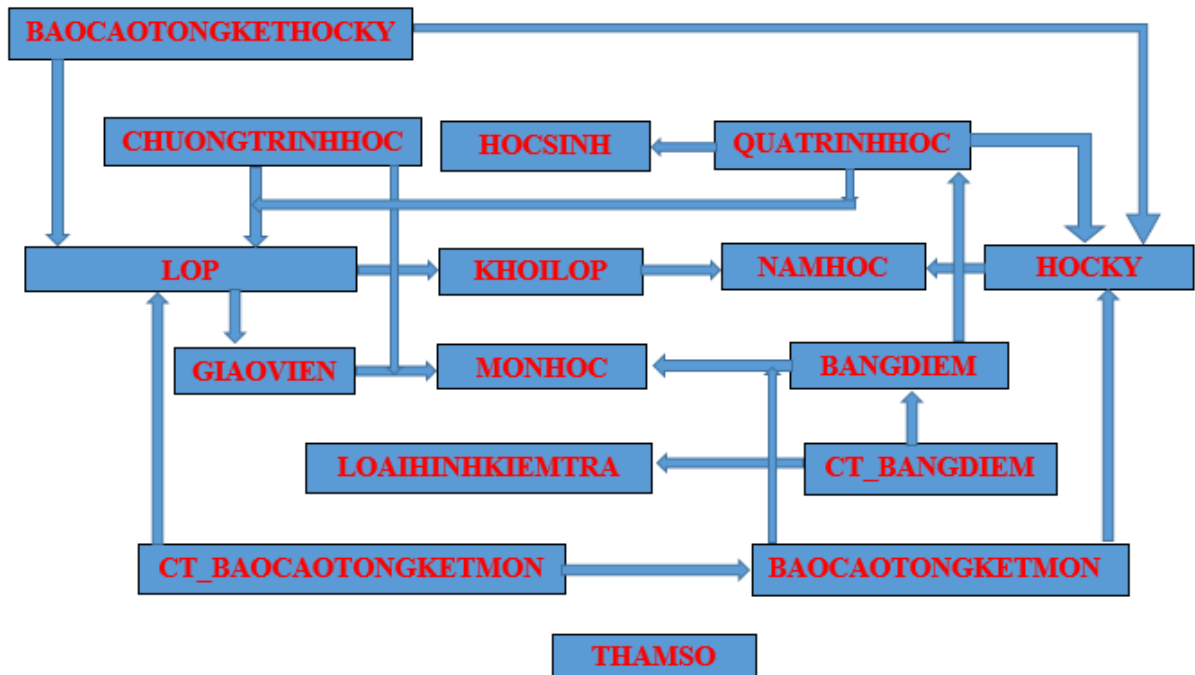 BAOCAOTONGKETHOCKY
CHUONGTRINHHOC
HOCSINH
QUATRINHHOC
LOP
KHOILOP
NAMHOC
HOCKY
GIAOVIEN
MONHOC
BANGDIEM
LOAIHINHKIEMTRA
CT_BANGDIEM
CT_BAOCAOTONGKETMON
BAOCAOTONGKETMON
THAMSO